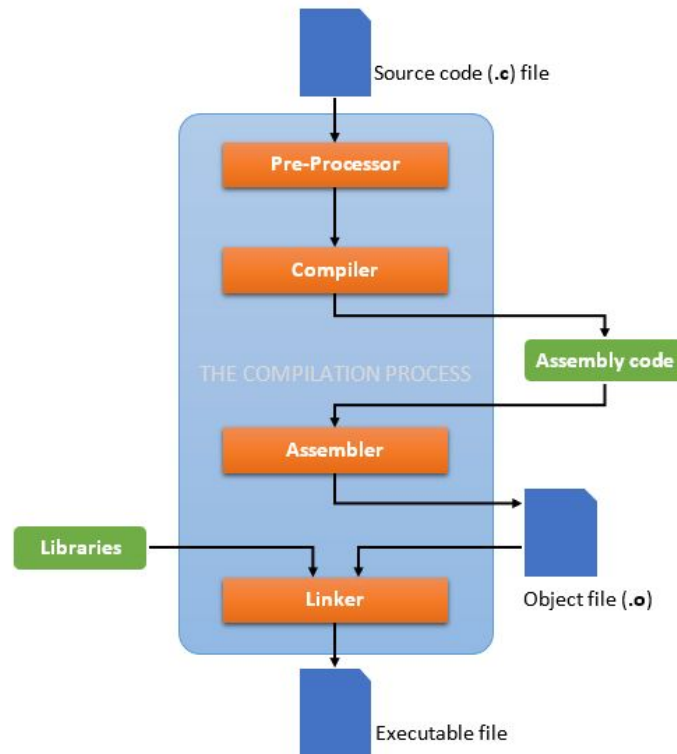 Source code (.c) file
Pre-Processor
Compiler
THE COMPILATION PROCESS
Assembly code
Assembler
Libraries
Linker
Object file (.o)
Executable file